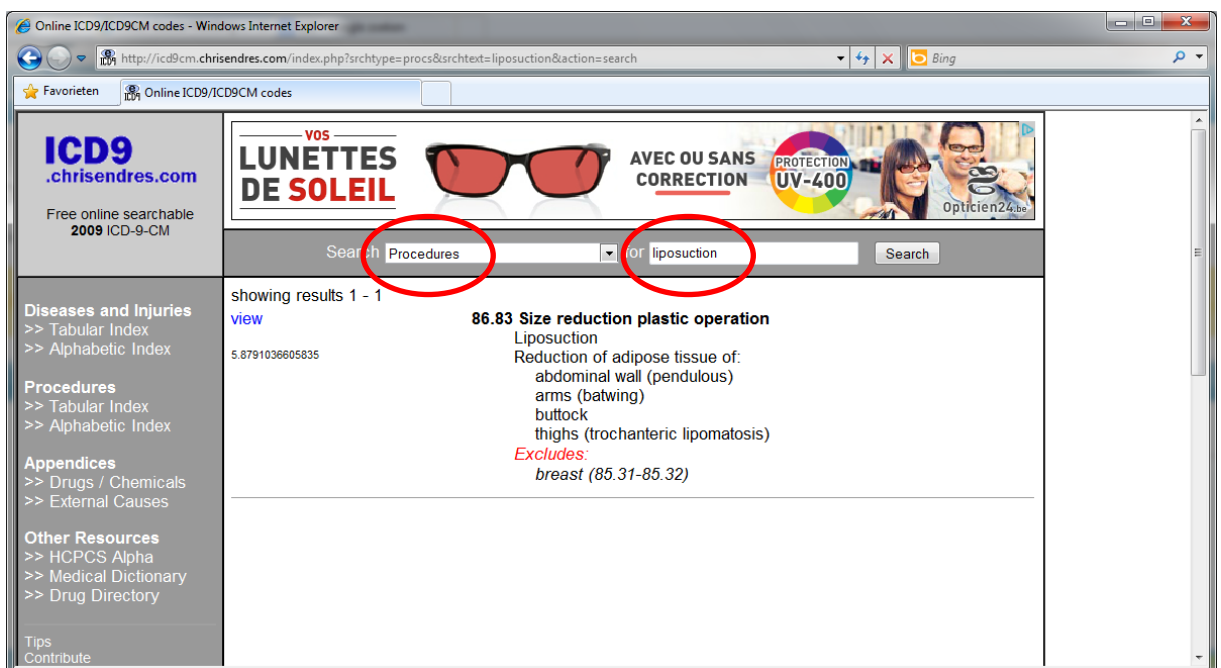 Online ICD9/ICD9CM codes - Windows Internet Explorer
http://icd9cm.chrisendres.com/index.php?srchtype=procs&srchtext=liposuction&action=search
Bing
Favorieten
Online ICD9/ICD9CM codes
ICD9
.chrisendres.com
Free online searchable
2009 ICD-9-CM
VOS
LUNETTES
DE SOLEIL
AVEC OU SANS
CORRECTION
PROTECTION
UV-400
Opticien24.be
Search Procedures for liposuction Search
Diseases and Injuries
>> Tabular Index
>> Alphabetic Index
Procedures
>> Tabular Index
>> Alphabetic Index
Appendices
>> Drugs / Chemicals
>> External Causes
Other Resources
>> HCPCS Alpha
>> Medical Dictionary
>> Drug Directory
Tips
Contribute
showing results 1 - 1
view
5.8791036605835
86.83 Size reduction plastic operation
Liposuction
Reduction of adipose tissue of:
abdominal wall (pendulous)
arms (batwing)
buttock
thighs (trochanteric lipomatosis)
Excludes:
breast (85.31-85.32)